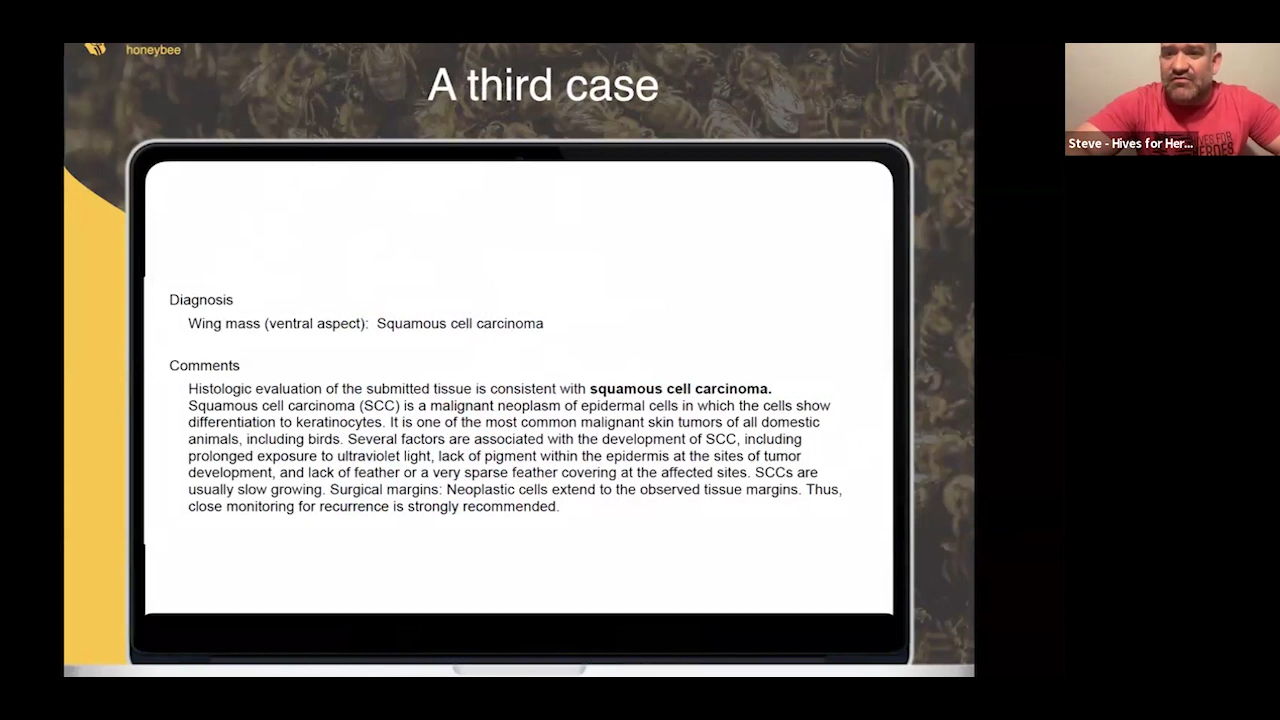 honeybee
A third case
Steve - Hives for Her...
HIVES FOR
HEROES
Diagnosis
Wing mass (ventral aspect): Squamous cell carcinoma
Comments
Histologic evaluation of the submitted tissue is consistent with squamous cell carcinoma.
Squamous cell carcinoma (SCC) is a malignant neoplasm of epidermal cells in which the cells show
differentiation to keratinocytes. It is one of the most common malignant skin tumors of all domestic
animals, including birds. Several factors are associated with the development of SCC, including
prolonged exposure to ultraviolet light, lack of pigment within the epidermis at the sites of tumor
development, and lack of feather or a very sparse feather covering at the affected sites. SCCs are
usually slow growing. Surgical margins: Neoplastic cells extend to the observed tissue margins. Thus,
close monitoring for recurrence is strongly recommended.